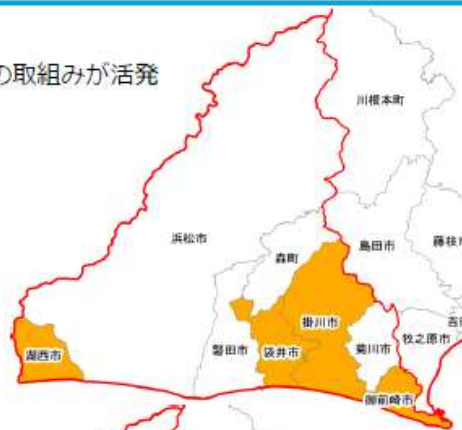 の取組みが活発
川根本町
浜松市
島田市
藤枝
森町
掛川市
湖西市
磐田市
袋井市
菊川市
牧之原市
御前崎市